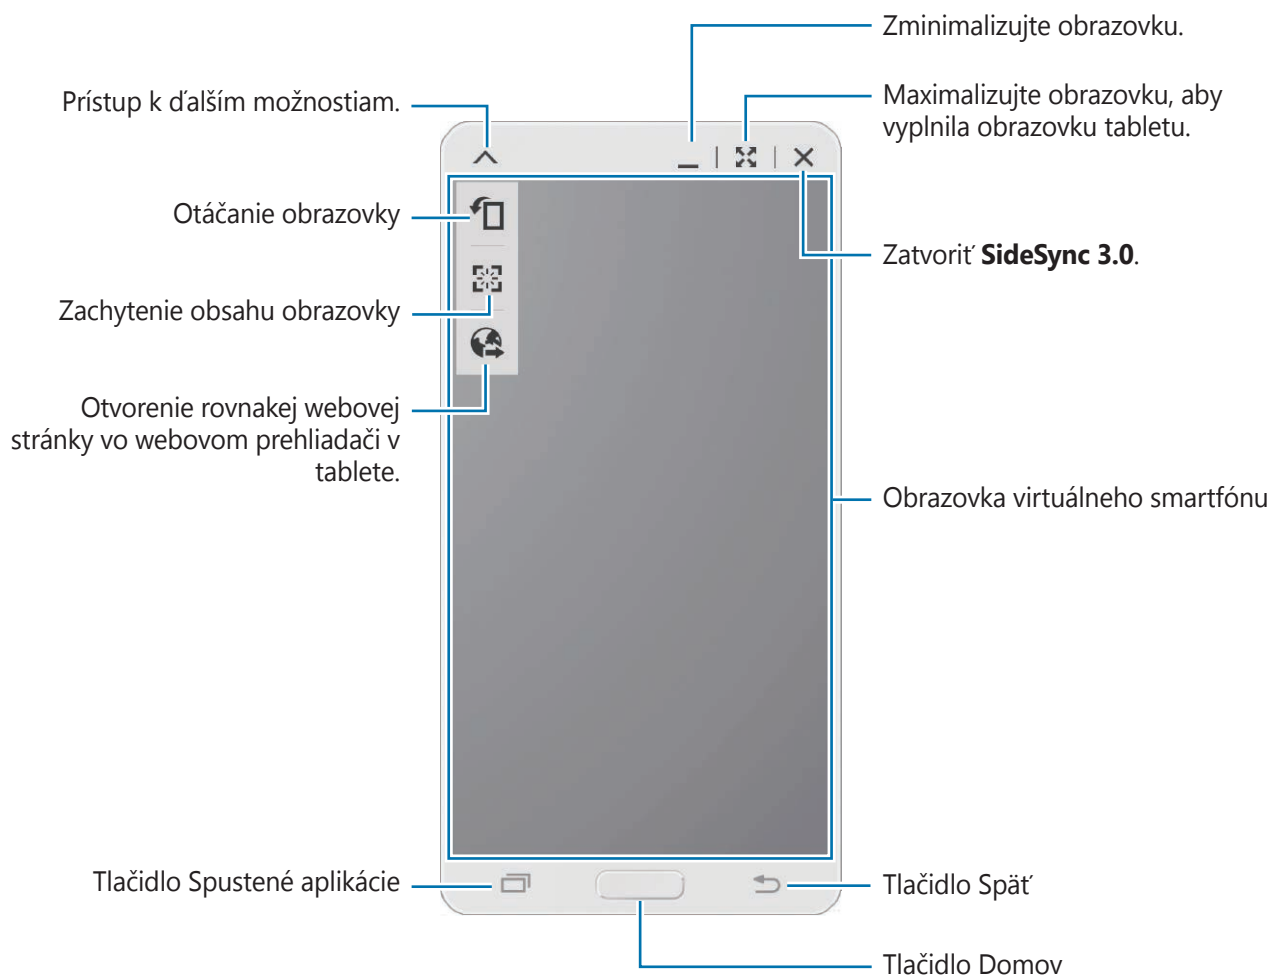 Zminimalizujte obrazovku.
Prístup k ďalším možnostiam.
Maximalizujte obrazovku, aby
vyplnila obrazovku tabletu.
Otáčanie obrazovky
Zatvoriť SideSync 3.0.
Zachytenie obsahu obrazovky
Otvorenie rovnakej webovej
stránky vo webovom prehliadači v
tablete.
Obrazovka virtuálneho smartfónu
Tlačidlo Spustené aplikácie
Tlačidlo Späť
Tlačidlo Domov